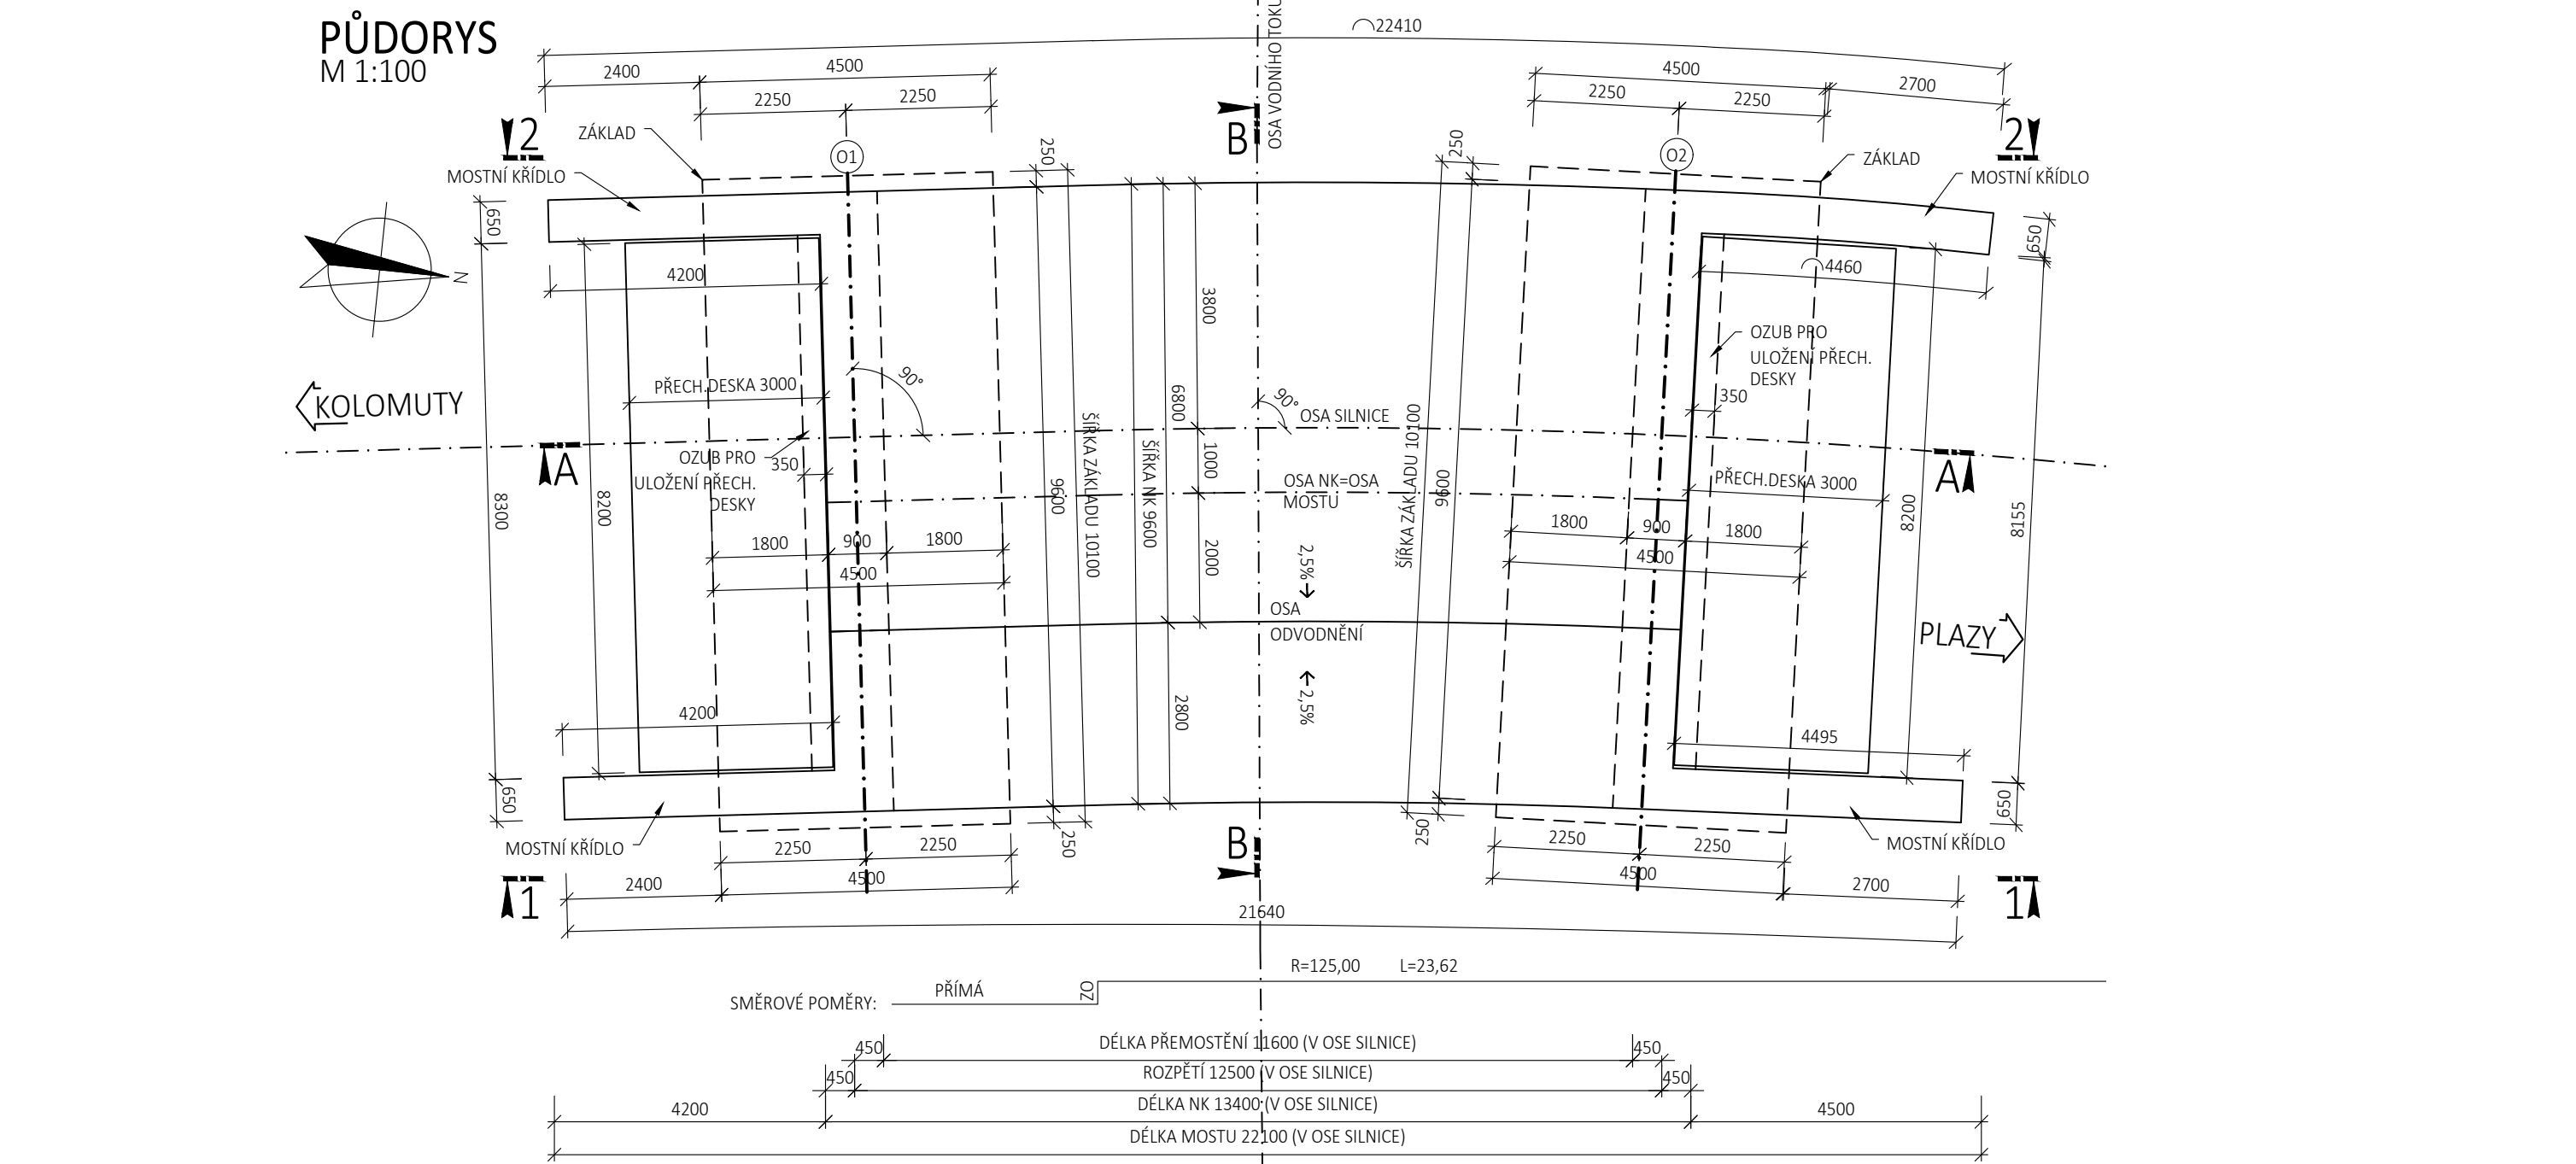 PŮDORYS
M 1:100
22410
OSA VODNÍHO TOKU
2400
4500
2250
2250
4500
2250
2250
2700
2
ZÁKLAD
MOSTNÍ KŘÍDLO
O1
250
B
250
O2
ZÁKLAD
2
MOSTNÍ KŘÍDLO
650
650
N
4200
4460
3800
OZUB PRO
ULOŽENÍ PŘECH.
DESKY
350
KOLOMUTY
PŘECH.DESKA 3000
90°
6800
90°
OSA SILNICE
A
OZUB PRO
ULOŽENÍ PŘECH.
DESKY
350
1000
OSA NK=OSA
MOSTU
PŘECH.DESKA 3000
A
8300
8200
9600
ŠÍŘKA ZÁKLADU 10100
ŠÍŘKA NK 9600
ŠÍŘKA ZÁKLADU 10100
9600
8200
8155
1800
900
1800
4500
2000
2,5%
1800
900
1800
4500
OSA
ODVODNĚNÍ
PLAZY
4200
2800
2,5%
4495
650
650
MOSTNÍ KŘÍDLO
2250
2250
250
B
250
2250
2250
MOSTNÍ KŘÍDLO
1
2400
4500
4500
2700
1
21640
R=125,00
L=23,62
SMĚROVÉ POMĚRY:
PŘÍMÁ
ZO
450
DÉLKA PŘEMOSTĚNÍ 11600 (V OSE SILNICE)
450
450
ROZPĚTÍ 12500 (V OSE SILNICE)
450
4200
DÉLKA NK 13400 (V OSE SILNICE)
4500
DÉLKA MOSTU 22100 (V OSE SILNICE)